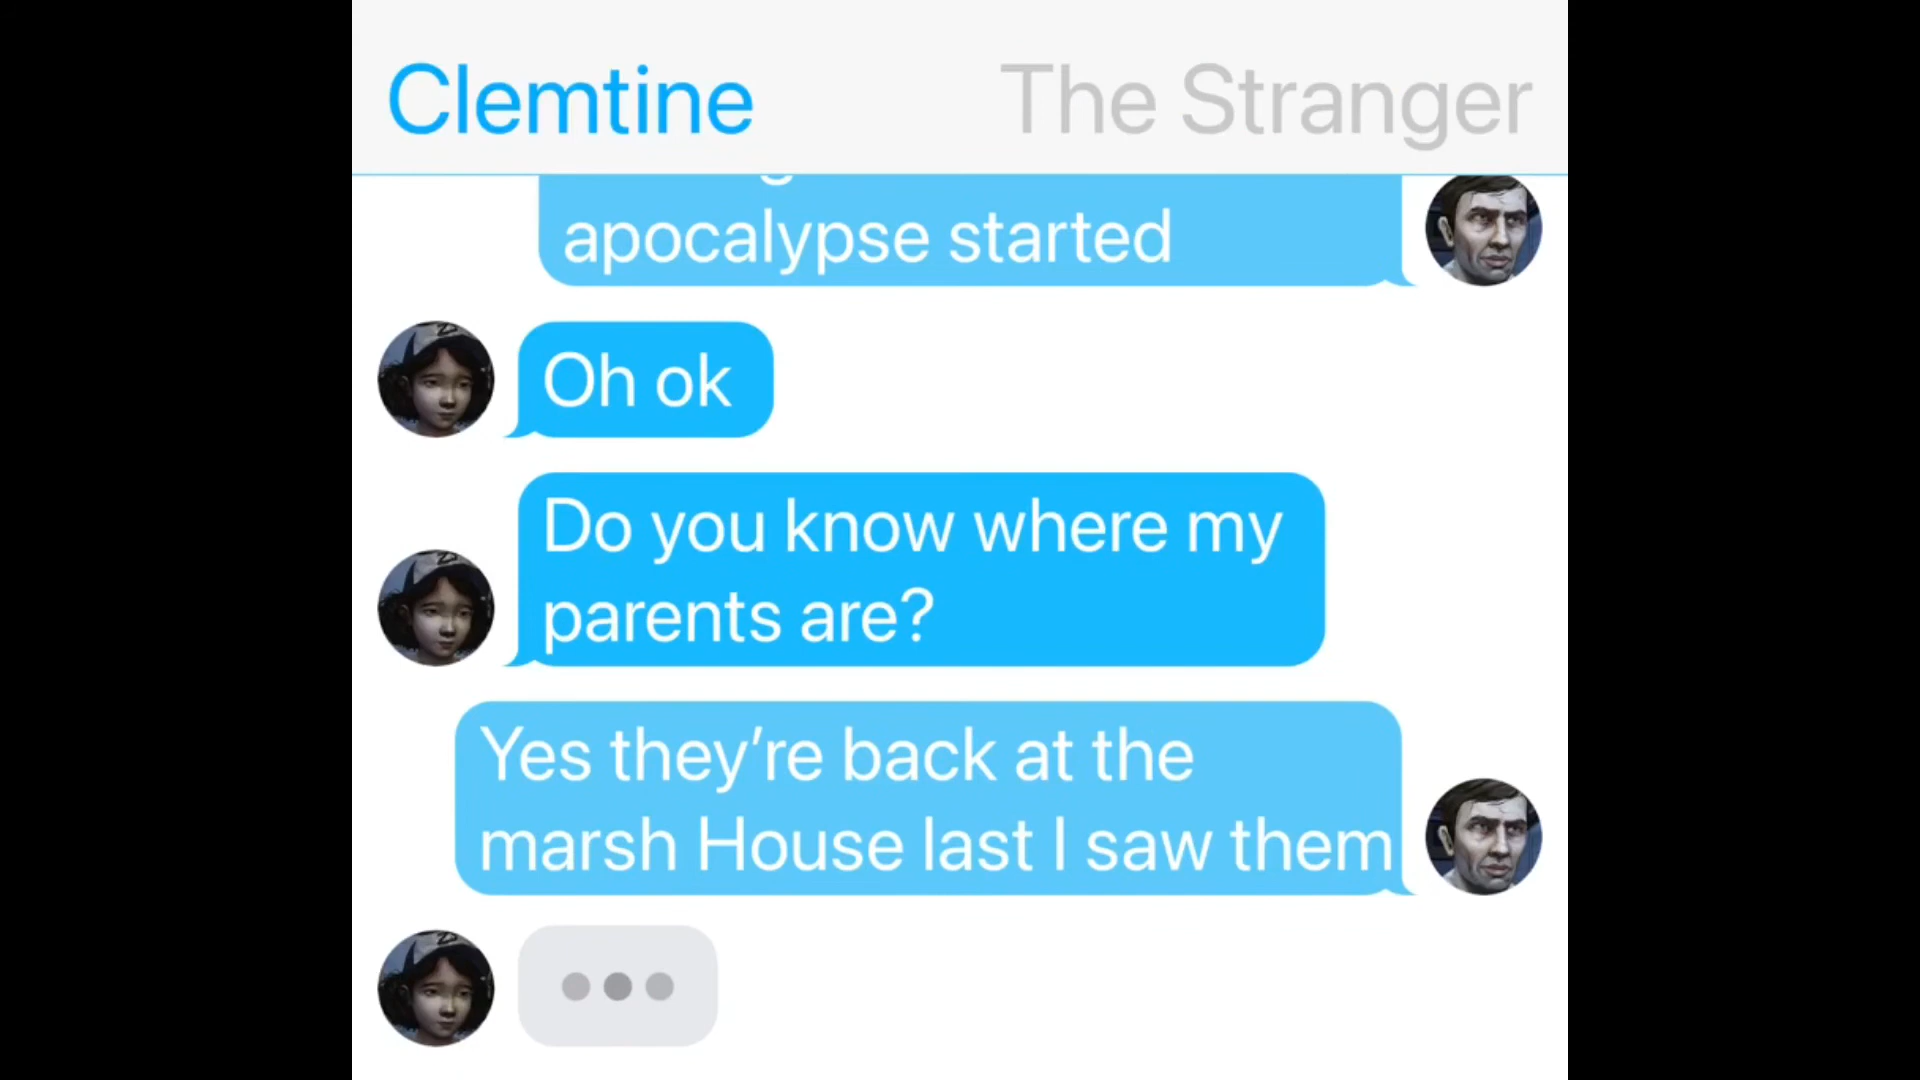 Clemtine
The Stranger
apocalypse started
Oh ok
Do you know where my
parents are?
Yes they’re back at the
marsh House last I saw them